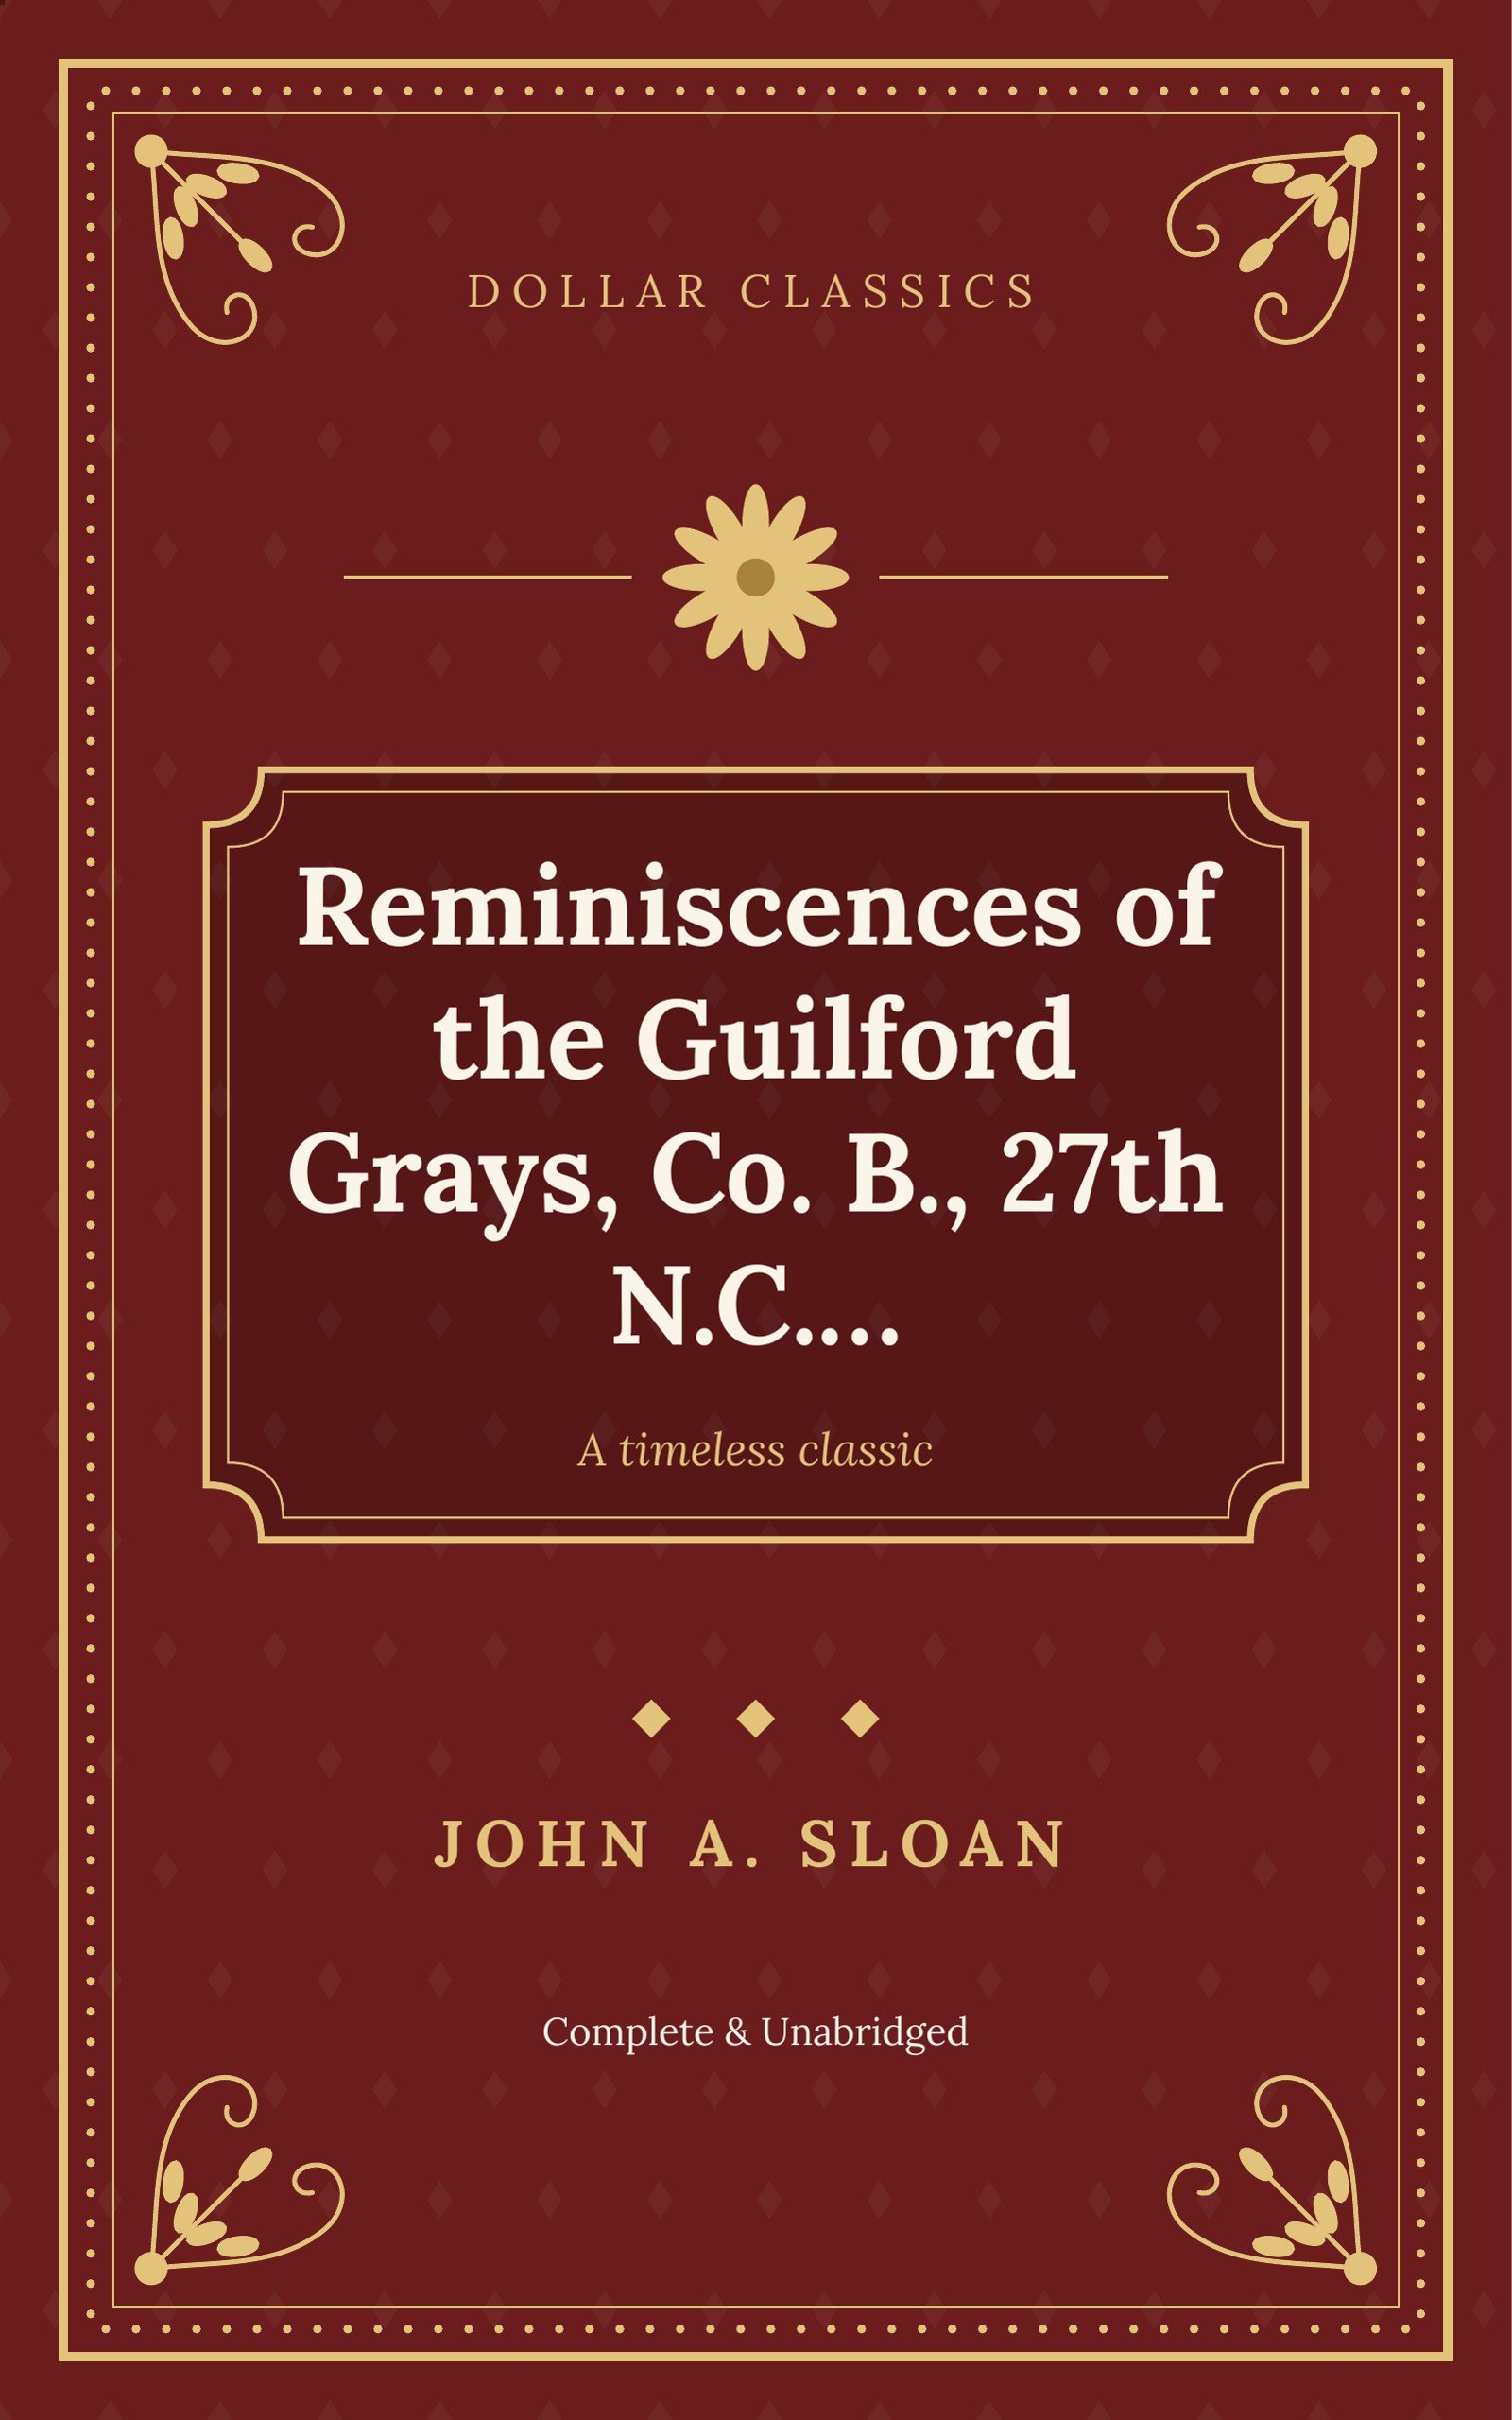 DOLLAR CLASSICS
Reminiscences of
the Guilford
Grays, Co. B., 27th
N.C....
A timeless classic
JOHN A. SLOAN
Complete & Unabridged